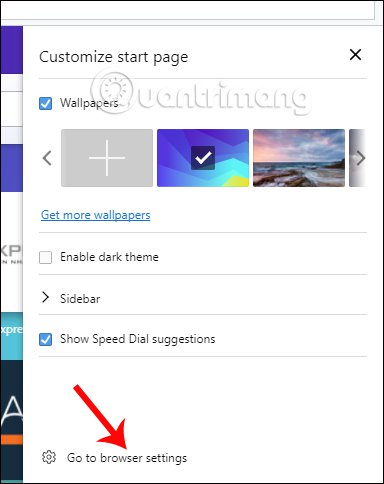 Customize start page
Quantrimang
Wallpapers
Get more wallpapers
Enable dark theme
Sidebar
XP
N NH
Show Speed Dial suggestions
xpre
A
Go to browser settings